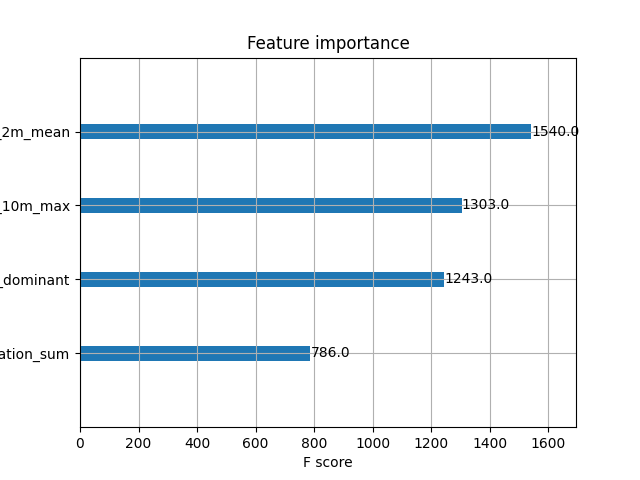 Feature importance
_2m_mean
1540.0
_10m_max
1303.0
_dominant
1243.0
ation_sum
786.0
0 200 400 600 800 1000 1200 1400 1600
F score